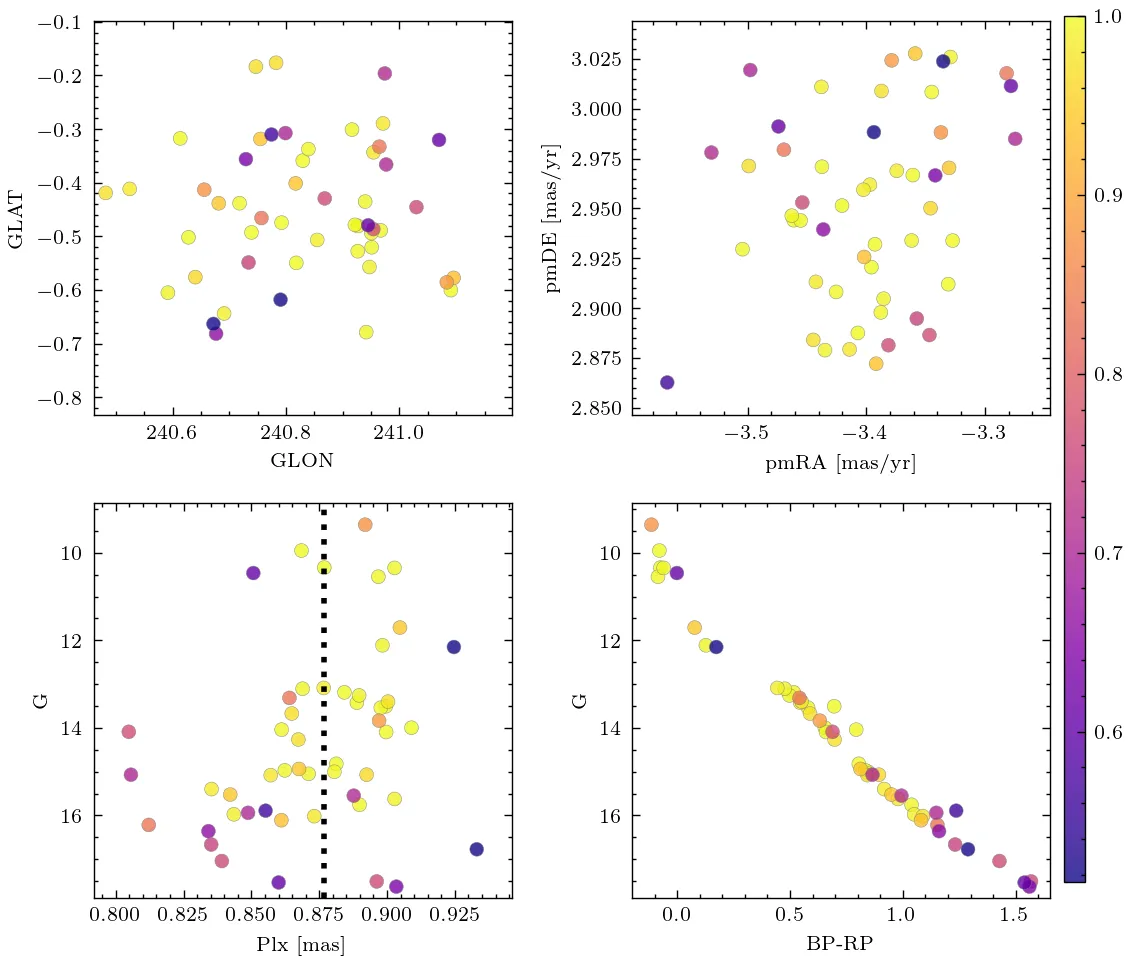 −0.1
−0.2
−0.3
−0.4
−0.5
−0.6
−0.7
−0.8
GLAT
240.6 240.8 241.0
GLON
3.025
3.000
2.975
2.950
2.925
2.900
2.875
2.850
pmDE [mas/yr]
−3.5 −3.4 −3.3
pmRA [mas/yr]
1.0
0.9
0.8
0.7
0.6
10
12
14
16
G
0.800 0.825 0.850 0.875 0.900 0.925
Plx [mas]
10
12
14
16
G
0.0 0.5 1.0 1.5
BP-RP